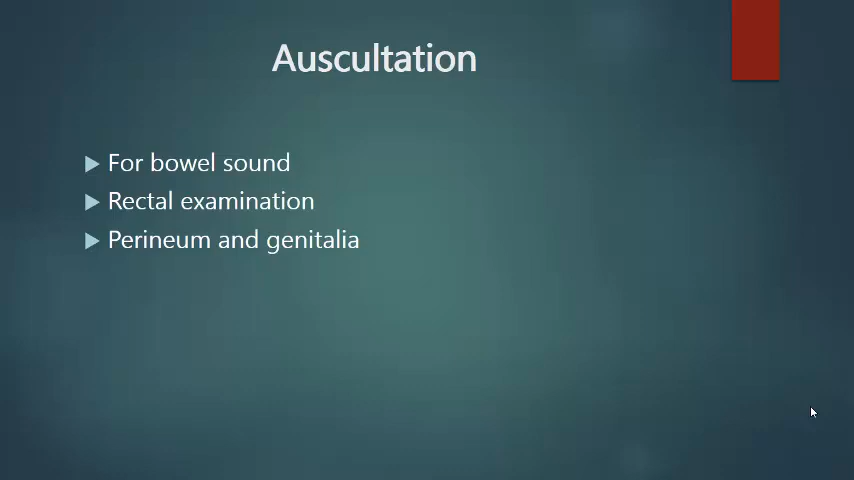 Auscultation
For bowel sound
Rectal examination
Perineum and genitalia